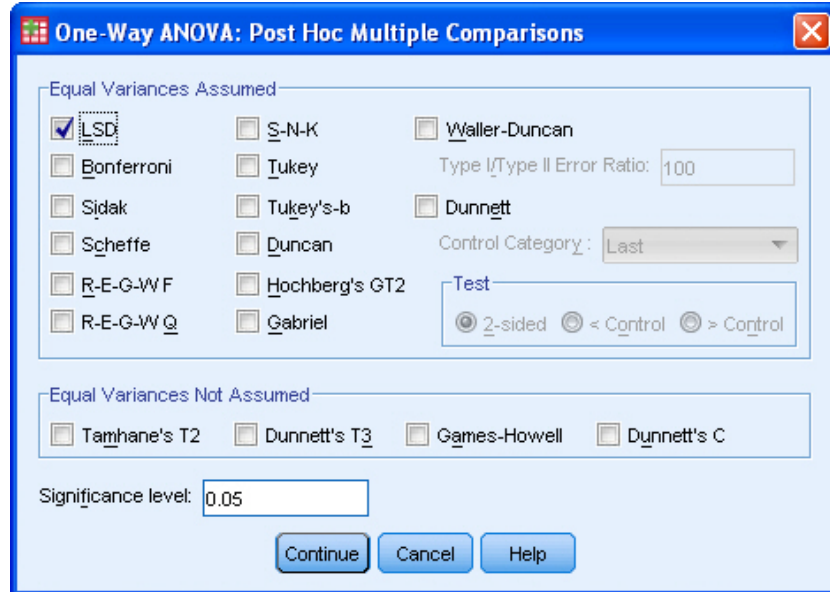 One-Way ANOVA: Post Hoc Multiple Comparisons
Equal Variances Assumed
LSD S-N-K Waller-Duncan
Bonferroni Tukey Type I/Type II Error Ratio: 100
Sidak Tukey's-b Dunnett
Scheffe Duncan Control Category : Last
R-E-G-W F Hochberg's GT2 Test
R-E-G-W Q Gabriel 2-sided < Control > Control
Equal Variances Not Assumed
Tamhane's T2 Dunnett's T3 Games-Howell Dunnett's C
Significance level: 0.05
Continue Cancel Help